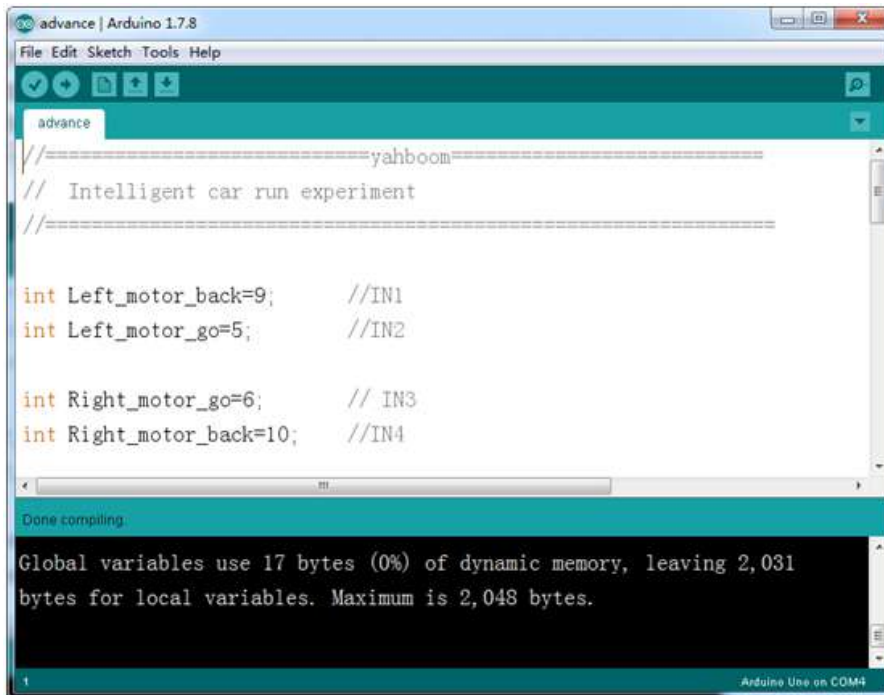 advance | Arduino 1.7.8
File Edit Sketch Tools Help
advance
//============================yahboom===========================
// Intelligent car run experiment
//===============================================================
int Left_motor_back=9; //IN1
int Left_motor_go=5; //IN2
int Right_motor_go=6; // IN3
int Right_motor_back=10; //IN4
Done compiling.
Global variables use 17 bytes (0%) of dynamic memory, leaving 2,031
bytes for local variables. Maximum is 2,048 bytes.
1
Arduino Uno on COM4